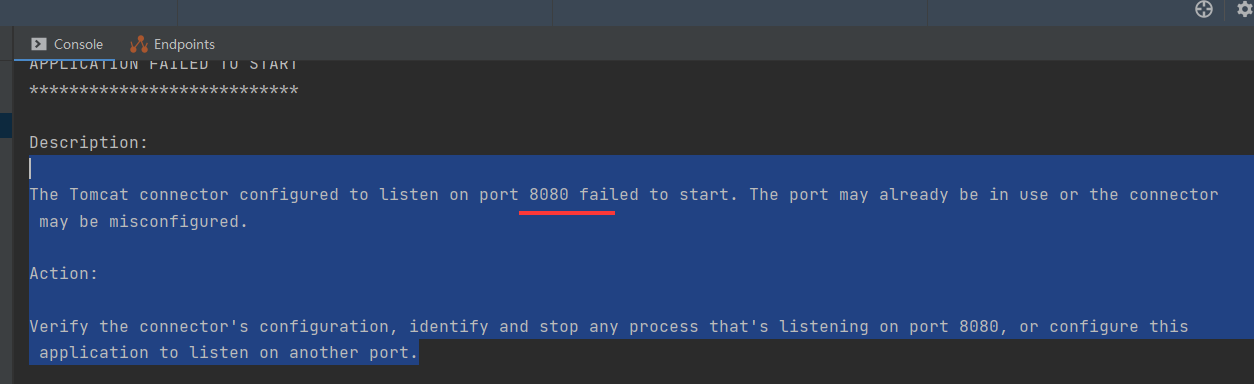 Console Endpoints
APPLICATION FAILED TO START
***************************
Description:
The Tomcat connector configured to listen on port 8080 failed to start. The port may already be in use or the connector
may be misconfigured.
Action:
Verify the connector's configuration, identify and stop any process that's listening on port 8080, or configure this
application to listen on another port.